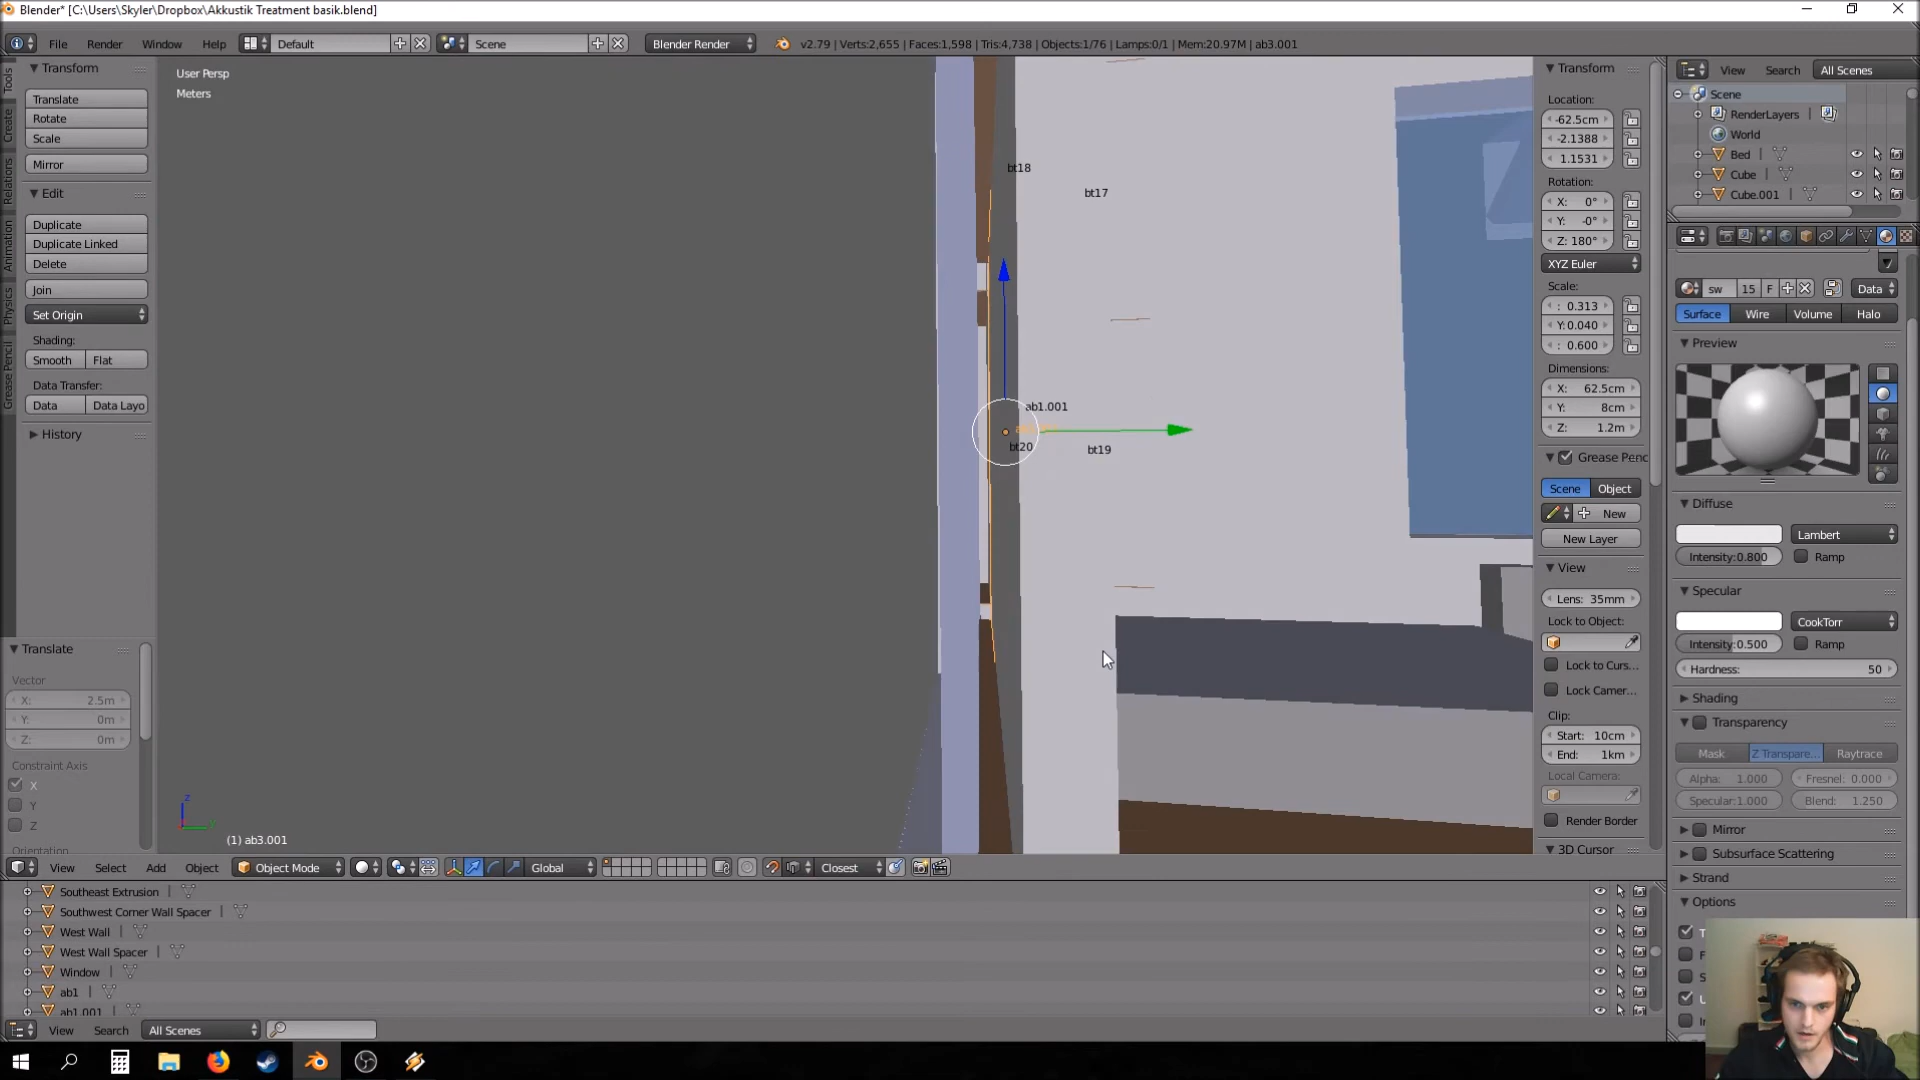 Blender* [C:\Users\Skyler\Dropbox\Akkustik Treatment basik.blend]
File Render Window Help Default Scene Blender Render v2.79 | Verts:2,655 | Faces:1,598 | Tris:4,738 | Objects:1/76 | Lamps:0/1 | Mem:20.97M | ab3.001
Tools
Create
Relations
Animation
Physics
Grease Pencil
Transform
Translate
Rotate
Scale
Mirror
Edit
Duplicate
Duplicate Linked
Delete
Join
Set Origin
Shading:
Smooth Flat
Data Transfer:
Data Data Layo
History
Translate
Vector
X: 2.5m
Y: 0m
Z: 0m
Constraint Axis
X
Y
Z
Orientation
User Persp
Meters
bt18
bt17
ab1.001
bt20
bt19
(1) ab3.001
Transform
Location:
-62.5cm
-2.1388
1.1531
Rotation:
X: 0°
Y: -0°
Z: 180°
XYZ Euler
Scale:
: 0.313
Y:0.040
: 0.600
Dimensions:
X: 62.5cm
Y: 8cm
Z: 1.2m
Grease Penc
Scene Object
New
New Layer
View
Lens: 35mm
Lock to Object:
Lock to Curs...
Lock Camer...
Clip:
Start: 10cm
End: 1km
Local Camera:
Render Border
3D Cursor
View Search All Scenes
Scene
RenderLayers |
World
Bed |
Cube |
Cube.001 |
sw 15 F Data
Surface Wire Volume Halo
Preview
Diffuse
Lambert
Intensity:0.800 Ramp
Specular
CookTorr
Intensity:0.500 Ramp
Hardness: 50
Shading
Transparency
Mask Z Transpare... Raytrace
Alpha: 1.000 Fresnel: 0.000
Specular:1.000 Blend: 1.250
Mirror
Subsurface Scattering
Strand
Options
View Select Add Object Object Mode Global Closest
Southeast Extrusion |
Southwest Corner Wall Spacer |
West Wall |
West Wall Spacer |
Window |
ab1 |
ab1.001 |
View Search All Scenes